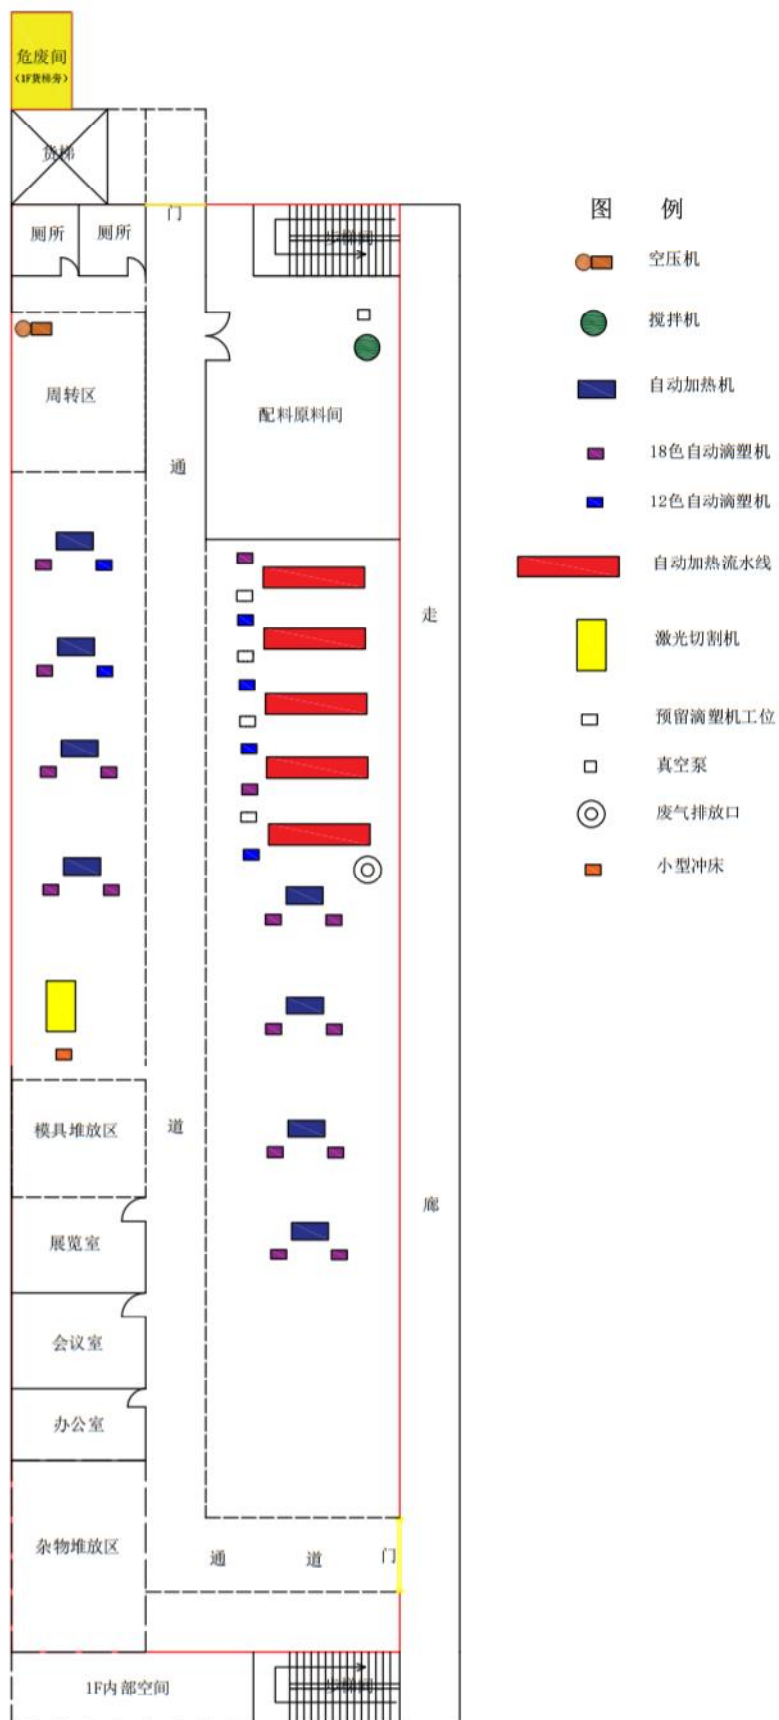 危废间
（1F货梯旁）
货梯
厕所
厕所
门
步梯间
周转区
配料原料间
通
走
道
模具堆放区
廊
展览室
会议室
办公室
杂物堆放区
通 道 门
1F内部空间
步梯间
图 例
空压机
搅拌机
自动加热机
18色自动滴塑机
12色自动滴塑机
自动加热流水线
激光切割机
预留滴塑机工位
真空泵
废气排放口
小型冲床